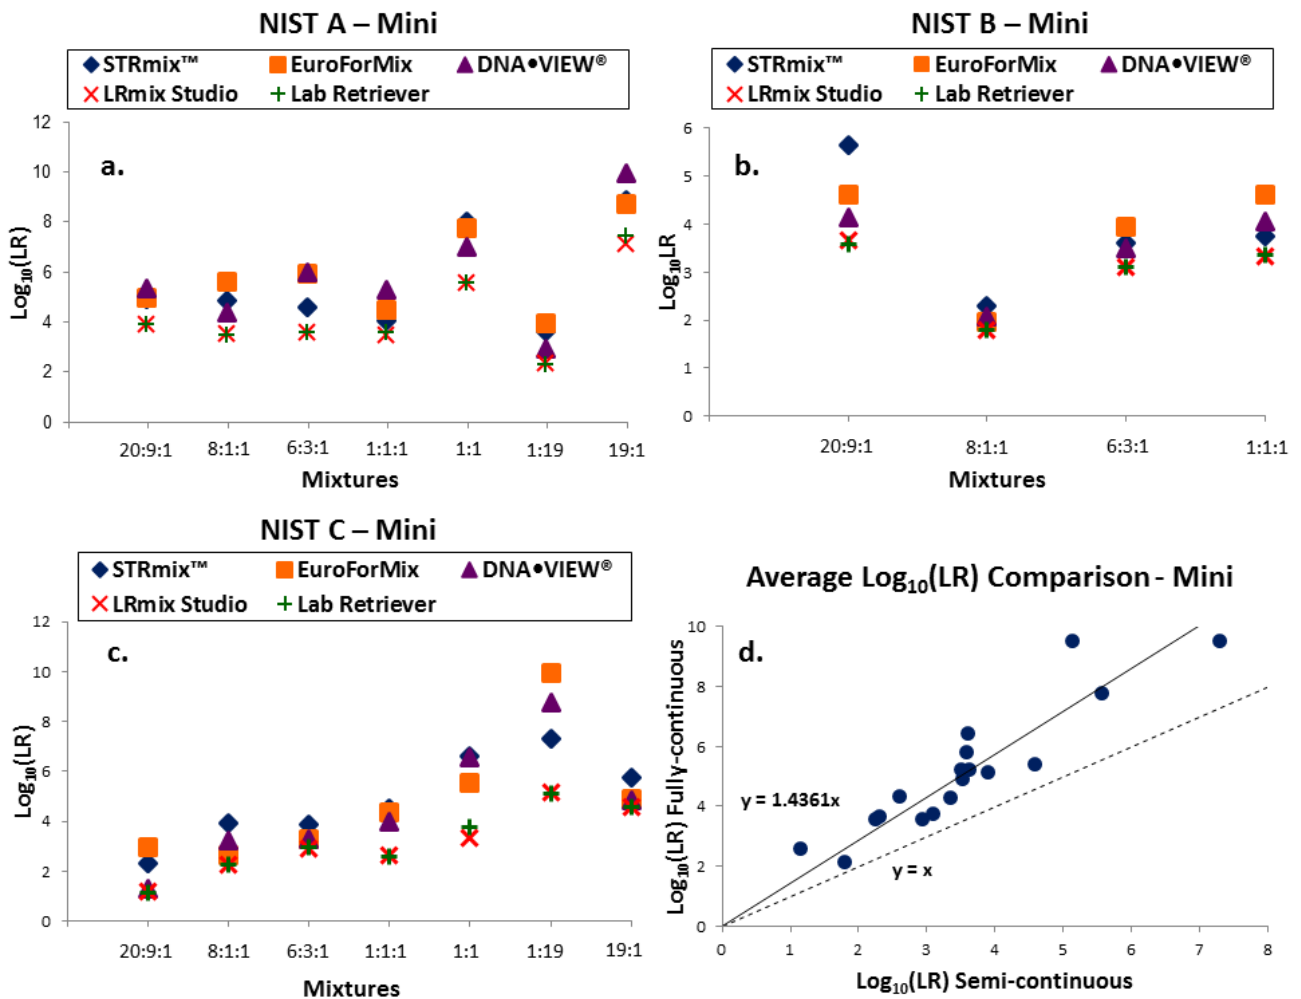 NIST A – Mini
STRmix™ EuroForMix DNA•VIEW®
LRmix Studio Lab Retriever
a.
Log10(LR)
12
10
8
6
4
2
0
20:9:1 8:1:1 6:3:1 1:1:1 1:1 1:19 19:1
Mixtures
NIST B – Mini
STRmix™ EuroForMix DNA•VIEW®
LRmix Studio Lab Retriever
b.
Log10LR
6
5
4
3
2
1
0
20:9:1 8:1:1 6:3:1 1:1:1
Mixtures
NIST C – Mini
STRmix™ EuroForMix DNA•VIEW®
LRmix Studio Lab Retriever
c.
Log10(LR)
12
10
8
6
4
2
0
20:9:1 8:1:1 6:3:1 1:1:1 1:1 1:19 19:1
Mixtures
Average Log10(LR) Comparison - Mini
d.
Log10(LR) Fully-continuous
10
8
6
4
2
0
y = 1.4361x
y = x
0 1 2 3 4 5 6 7 8
Log10(LR) Semi-continuous